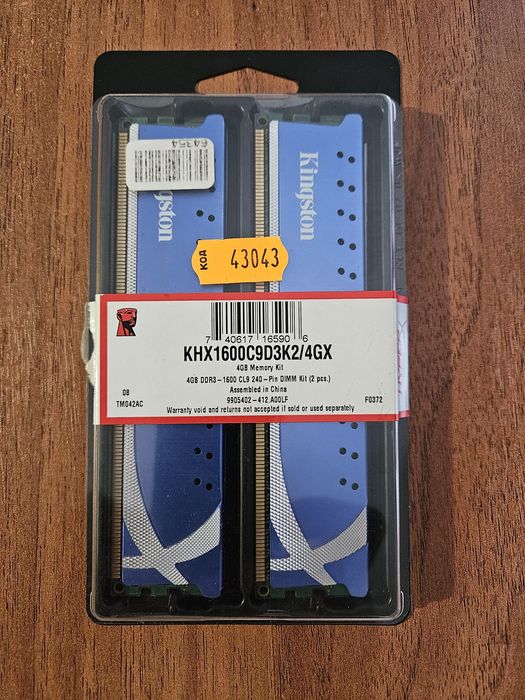 64354
Kingston
Kingston
КОД 43043
7 40617 16590 6
KHX1600C9D3K2/4GX
4GB Memory Kit
4GB DDR3-1600 CL9 240-Pin DIMM Kit (2 pcs.)
Assembled in China
08
TM042AC
9905402-412.A00LF
F0372
Warranty void and returns not accepted if sold or used separately